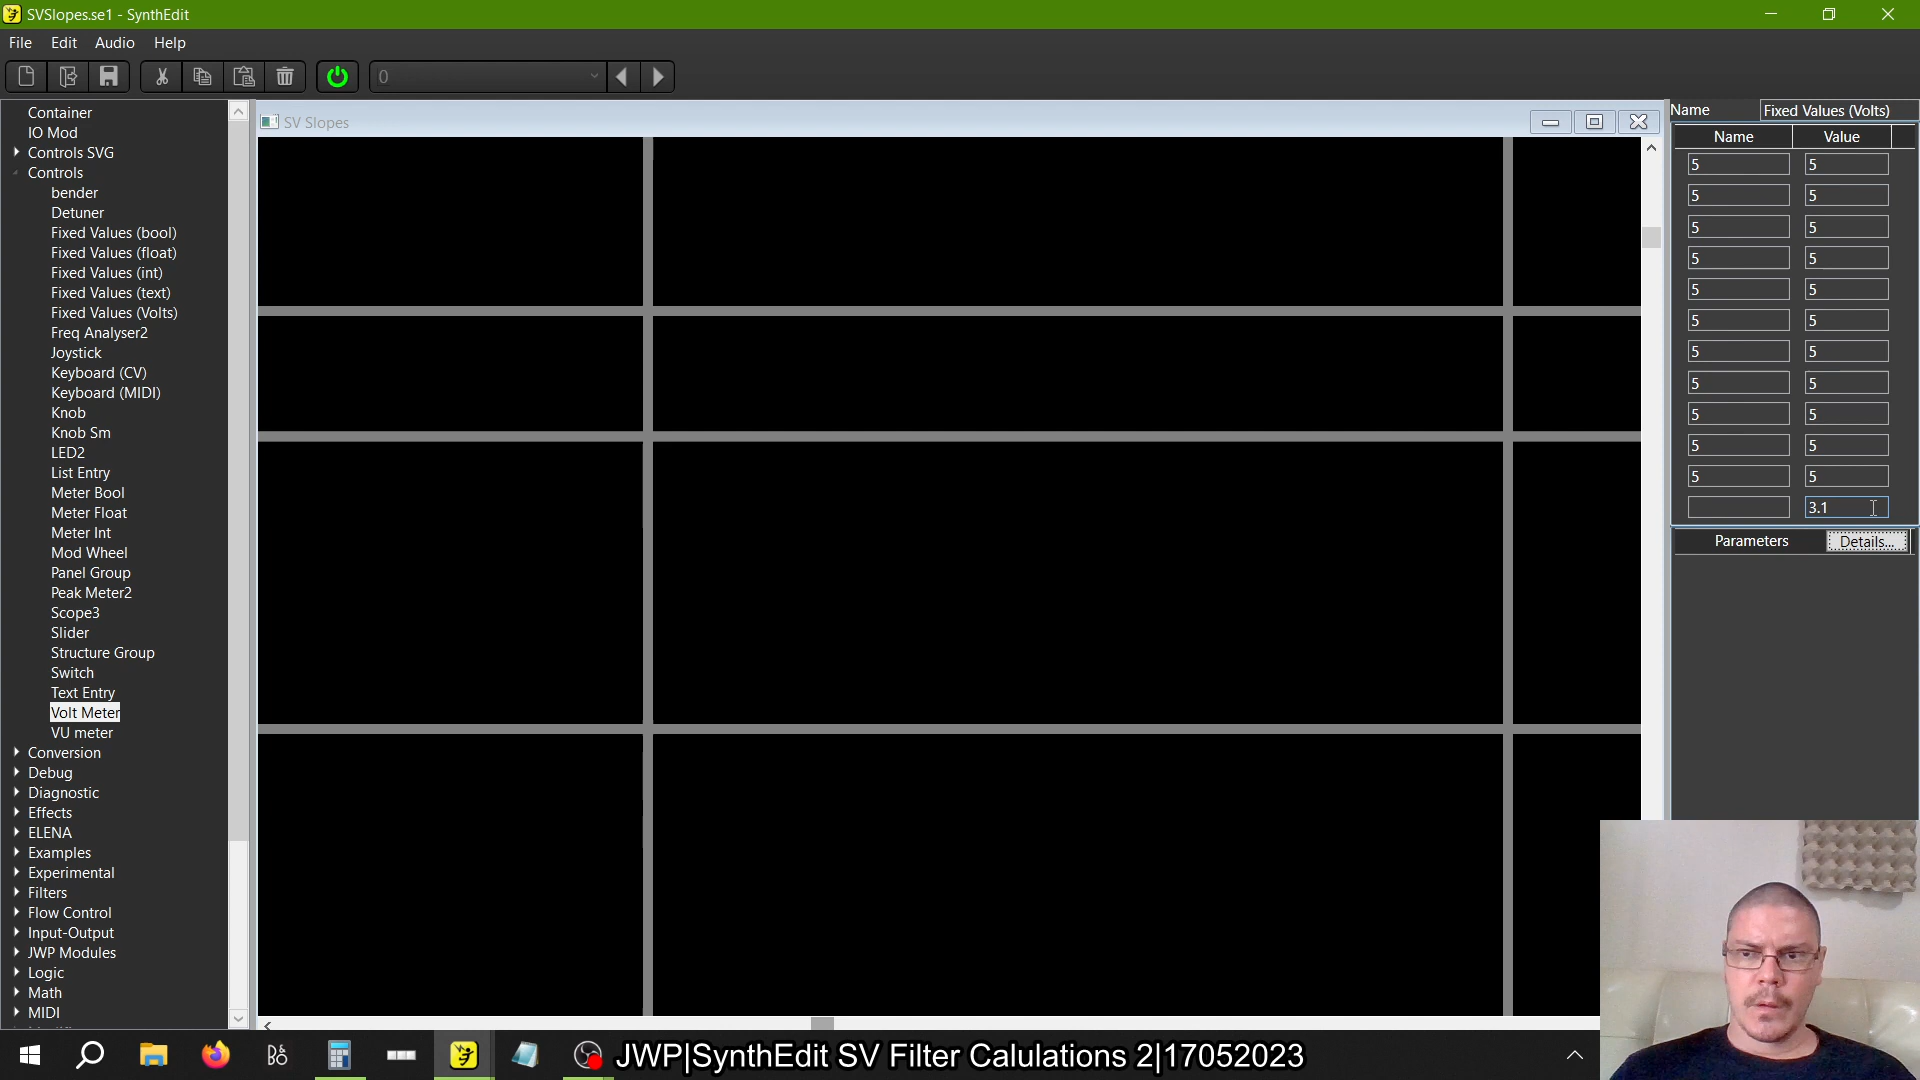 SVSlopes.se1 - SynthEdit
File Edit Audio Help
0
Container
IO Mod
Controls SVG
Controls
bender
Detuner
Fixed Values (bool)
Fixed Values (float)
Fixed Values (int)
Fixed Values (text)
Fixed Values (Volts)
Freq Analyser2
Joystick
Keyboard (CV)
Keyboard (MIDI)
Knob
Knob Sm
LED2
List Entry
Meter Bool
Meter Float
Meter Int
Mod Wheel
Panel Group
Peak Meter2
Scope3
Slider
Structure Group
Switch
Text Entry
Volt Meter
VU meter
Conversion
Debug
Diagnostic
Effects
ELENA
Examples
Experimental
Filters
Flow Control
Input-Output
JWP Modules
Logic
Math
MIDI
SV Slopes
Name Fixed Values (Volts)
Name Value
5 5
5 5
5 5
5 5
5 5
5 5
5 5
5 5
5 5
5 5
5 5
3.1
Parameters Details...
JWP|SynthEdit SV Filter Calulations 2|17052023